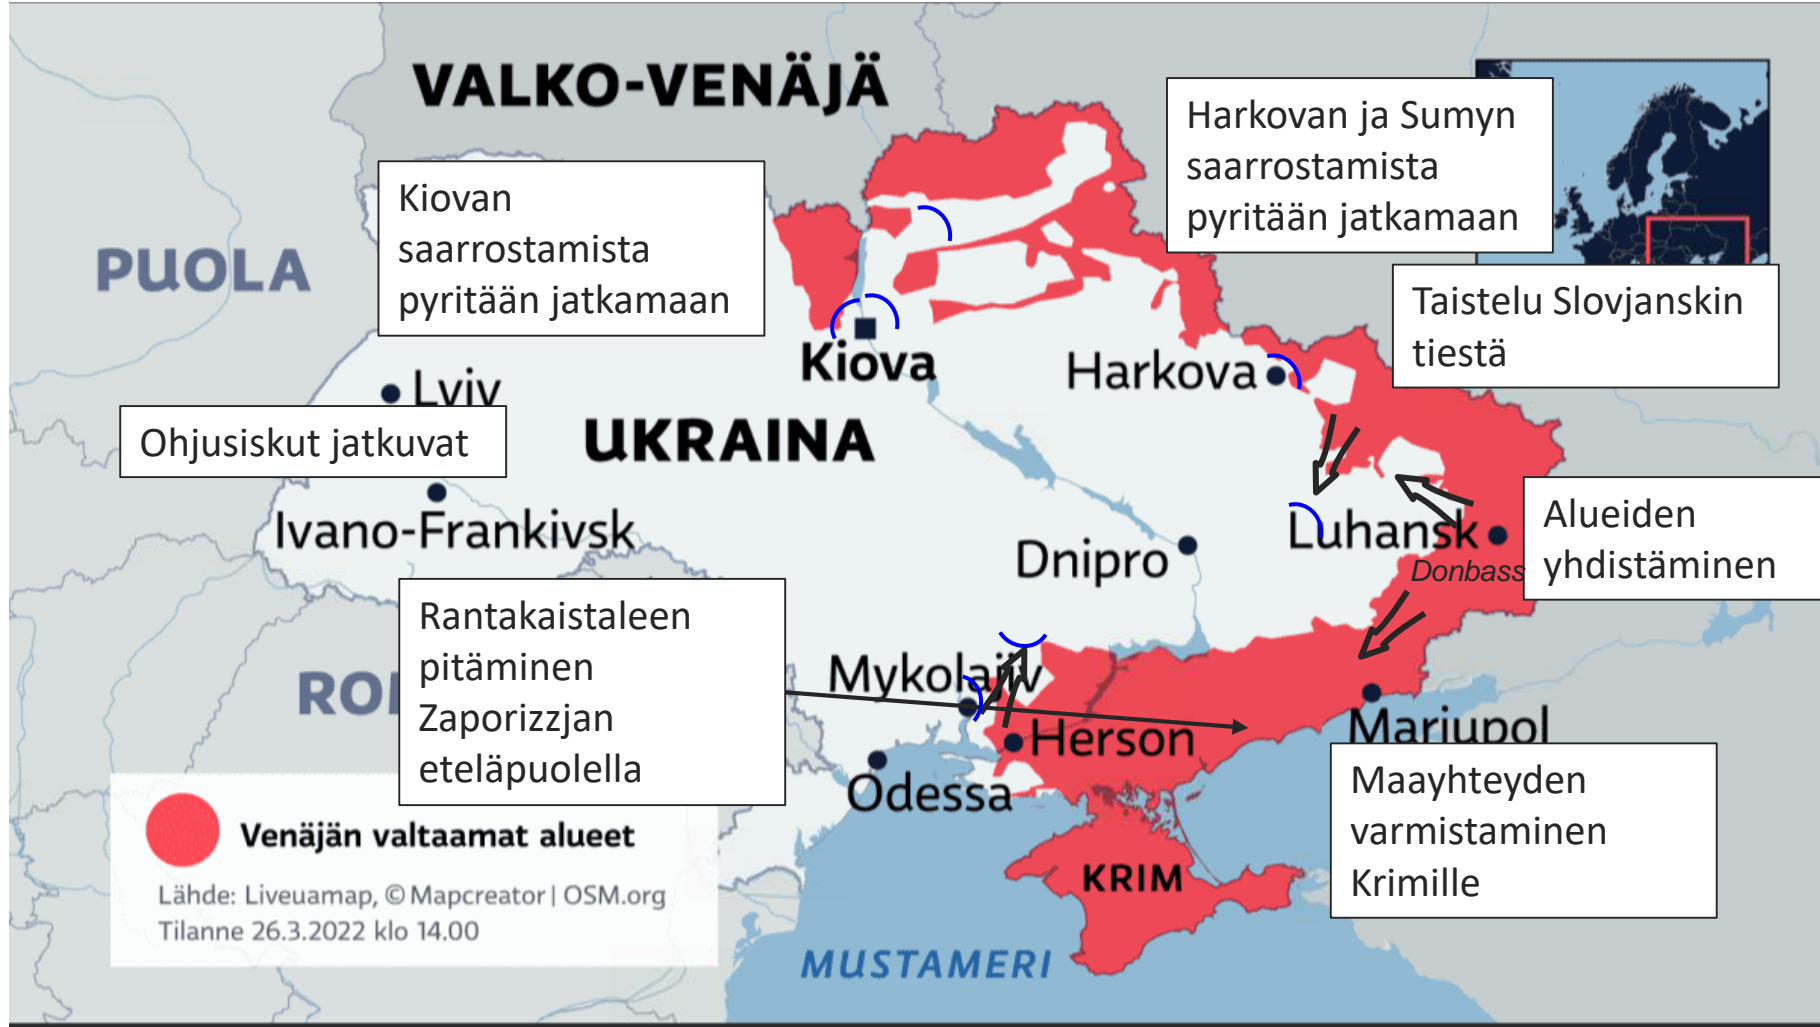 VALKO-VENÄJÄ
Harkovan ja Sumyn
saarrostamista
pyritään jatkamaan
Kiovan
saarrostamista
pyritään jatkamaan
PUOLA
Taistelu Slovjanskin
tiestä
Kiova
Harkova
Lviv
Ohjusiskut jatkuvat
UKRAINA
Ivano-Frankivsk
Luhansk
Alueiden
yhdistäminen
Dnipro
Donbass
Rantakaistaleen
pitäminen
Zaporizzjan
eteläpuolella
Mykolajiv
RO
Herson
Mariupol
Odessa
Maayhteyden
varmistaminen
Krimille
Venäjän valtaamat alueet
KRIM
Lähde: Liveuamap, © Mapcreator | OSM.org
Tilanne 26.3.2022 klo 14.00
MUSTAMERI